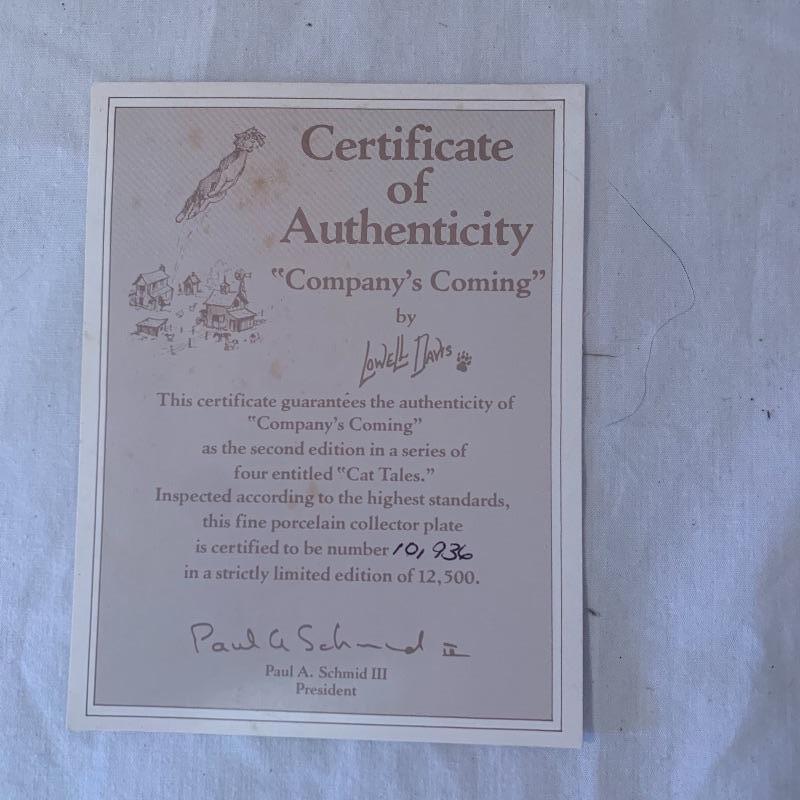 Certificate
of
Authenticity
"Company's Coming"
by
Lowell Davis
This certificate guarantees the authenticity of
"Company's Coming"
as the second edition in a series of
four entitled "Cat Tales."
Inspected according to the highest standards,
this fine porcelain collector plate
is certified to be number 10,936
in a strictly limited edition of 12,500.
Paul A Schmid III
Paul A. Schmid III
President